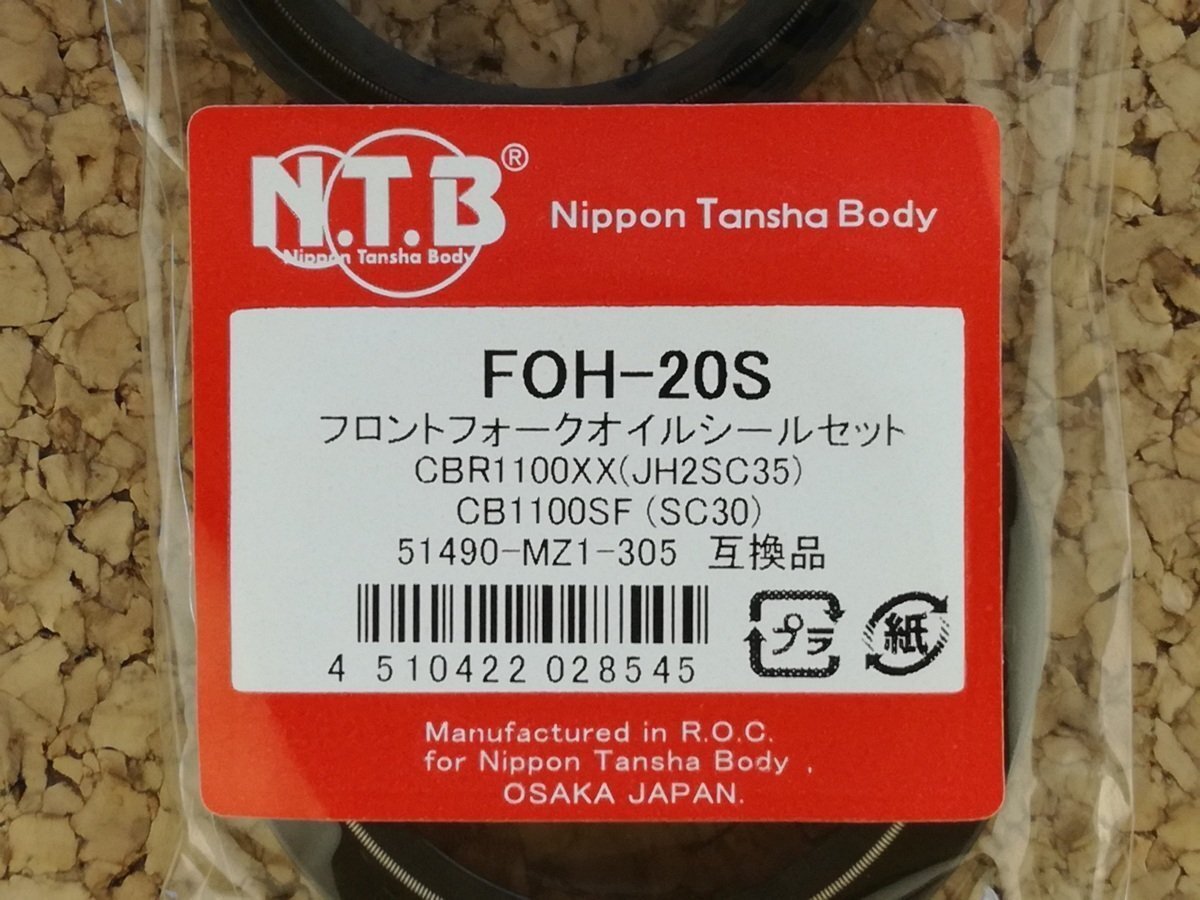 N.T.B®
Nippon Tansha Body
Nippon Tansha Body
FOH-20S
フロントフォークオイルシールセット
CBR1100XX(JH2SC35)
CB1100SF (SC30)
51490-MZ1-305 互換品
4 510422 028545
プラ
紙
Manufactured in R.O.C.
for Nippon Tansha Body ,
OSAKA JAPAN.